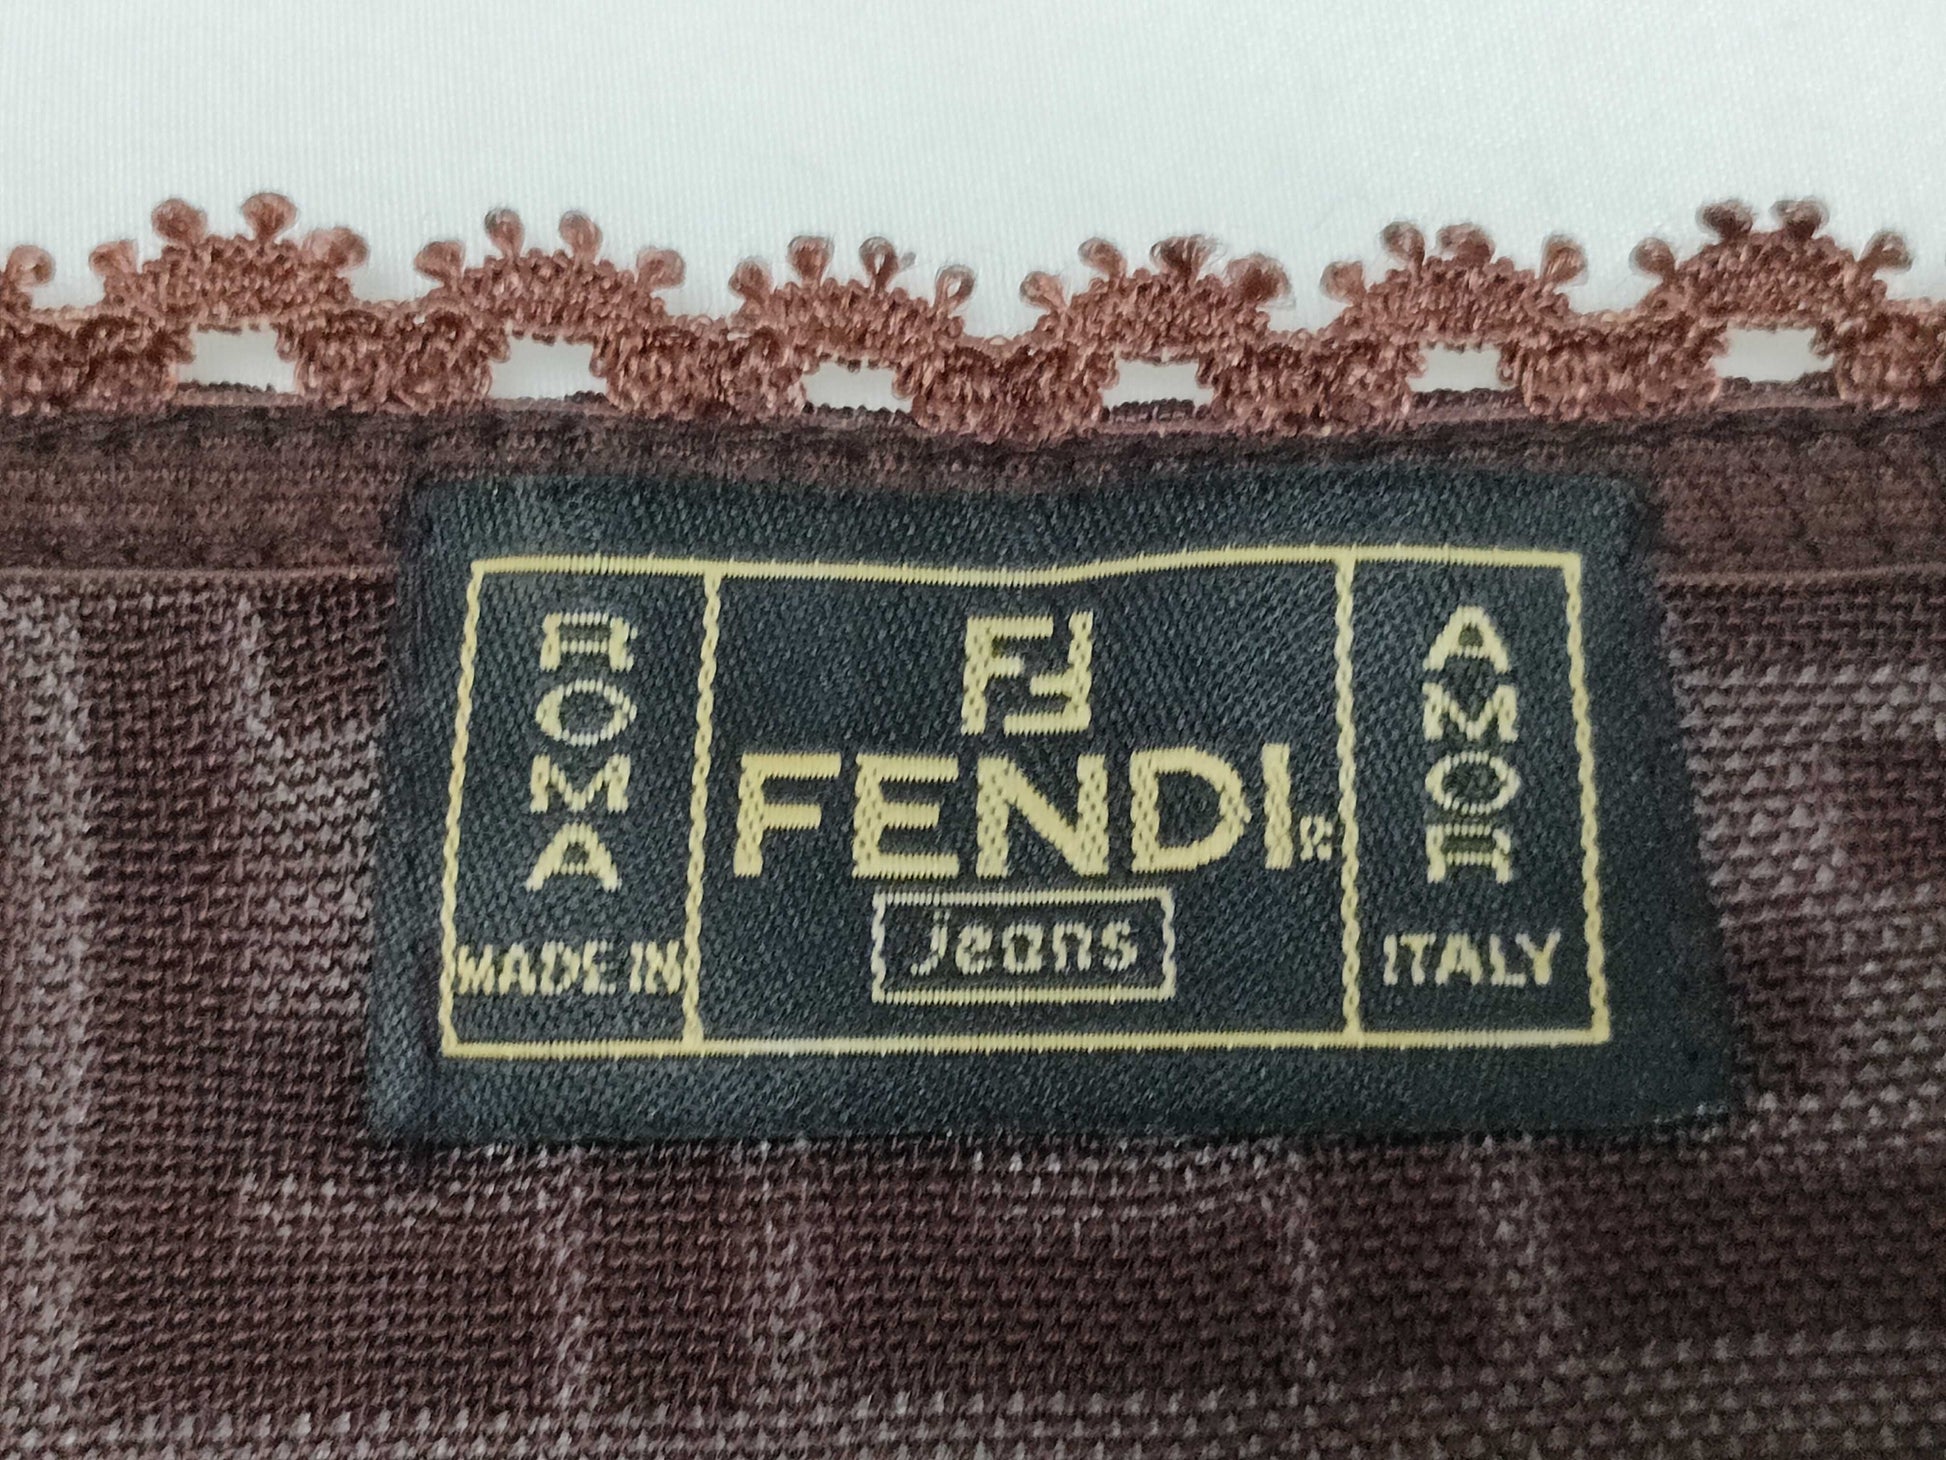 ROMA
MADE IN
FF
FENDI®
jeans
AMOR
ITALY